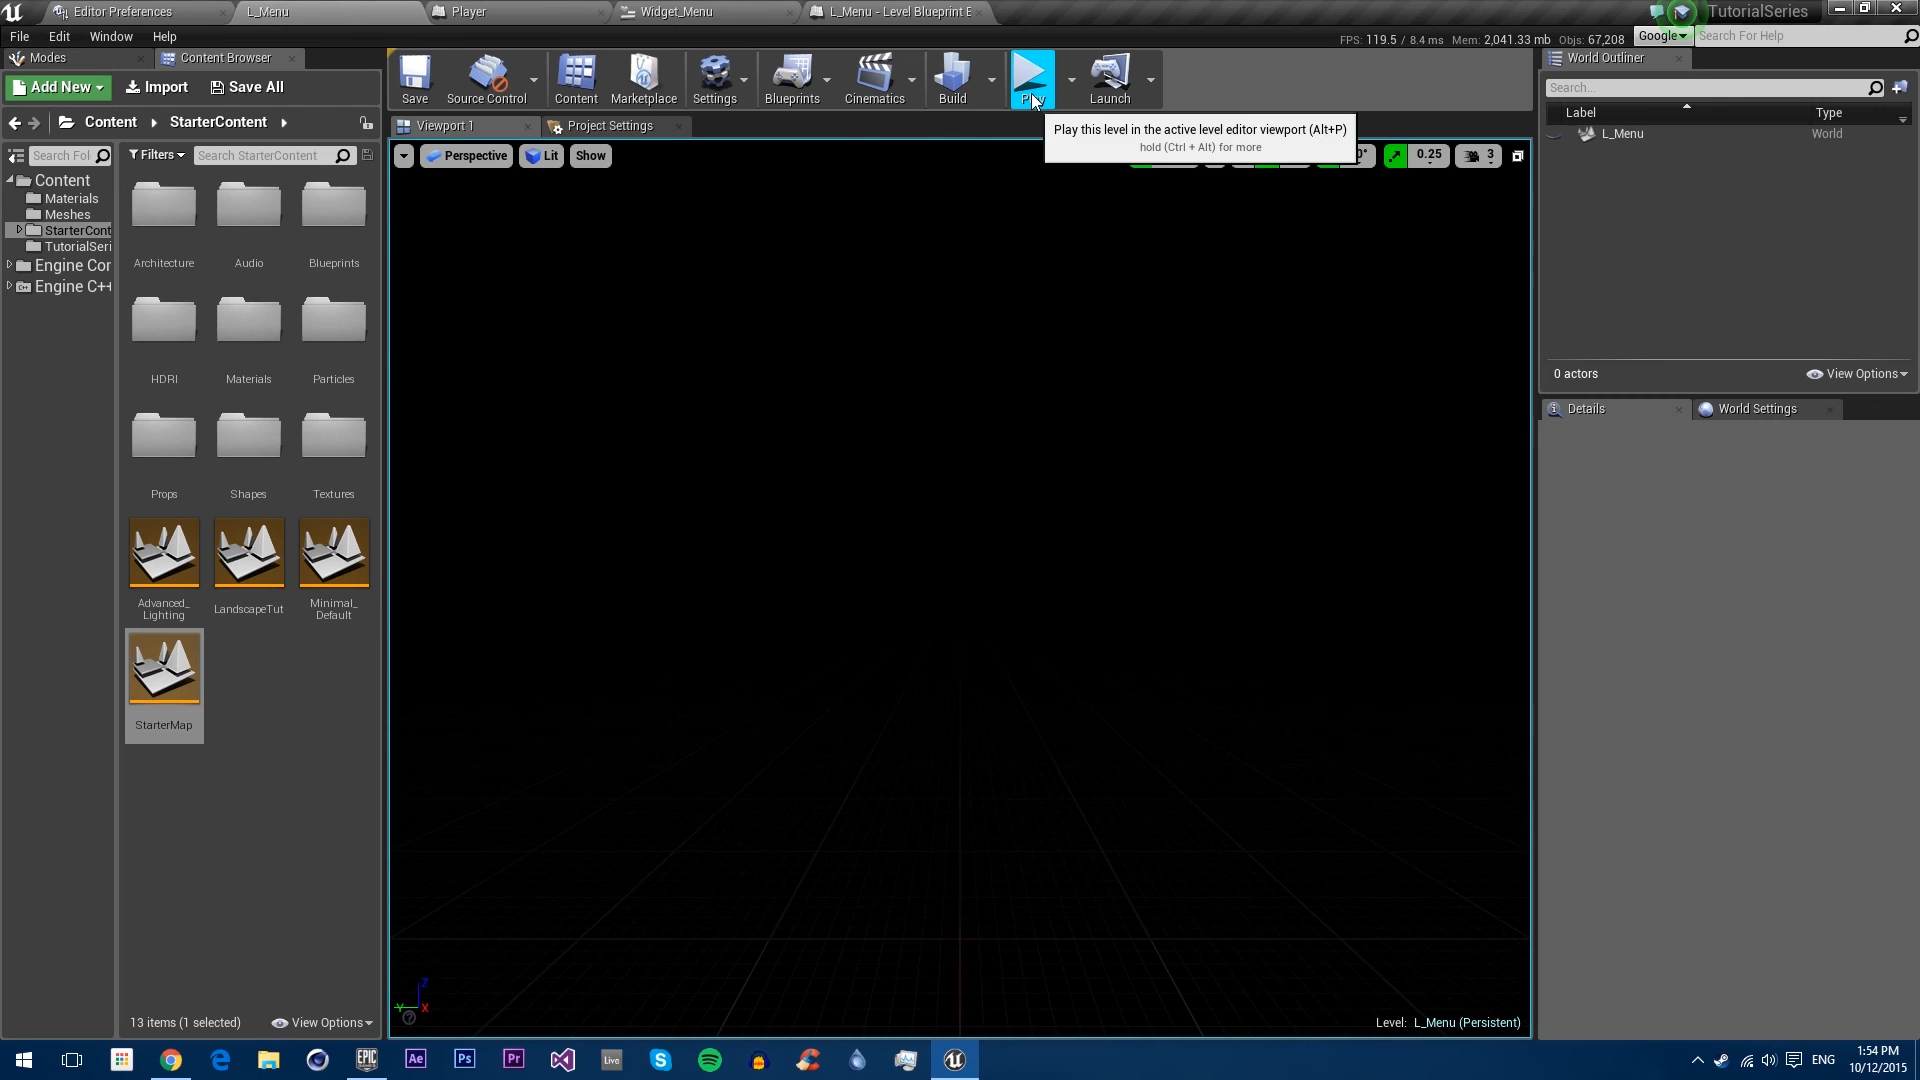 Editor Preferences
L_Menu
Player
Widget_Menu
L_Menu - Level Blueprint E
TutorialSeries
File Edit Window Help
FPS: 119.5 / 8.4 ms Mem: 2,041.33 mb Objs: 67,208
Google
Search For Help
Modes
Content Browser
World Outliner
Add New
Import
Save All
Save
Source Control
Content
Marketplace
Settings
Blueprints
Cinematics
Build
Launch
Search...
Label
Type
L_Menu
World
Content
StarterContent
Viewport 1
Project Settings
Play this level in the active level editor viewport (Alt+P)
hold (Ctrl + Alt) for more
Search Fol
Filters
Search StarterContent
Perspective
Lit
Show
0.25
3
Content
Materials
Meshes
StarterCont
TutorialSeri
Engine Cor
Engine C++
Architecture
Audio
Blueprints
HDRI
Materials
Particles
Props
Shapes
Textures
Advanced_
Lighting
LandscapeTut
Minimal_
Default
StarterMap
0 actors
View Options
Details
World Settings
Z
Y
X
13 items (1 selected)
View Options
Level: L_Menu (Persistent)
EPIC
Ae
Ps
Pr
Live
ENG
1:54 PM
10/12/2015